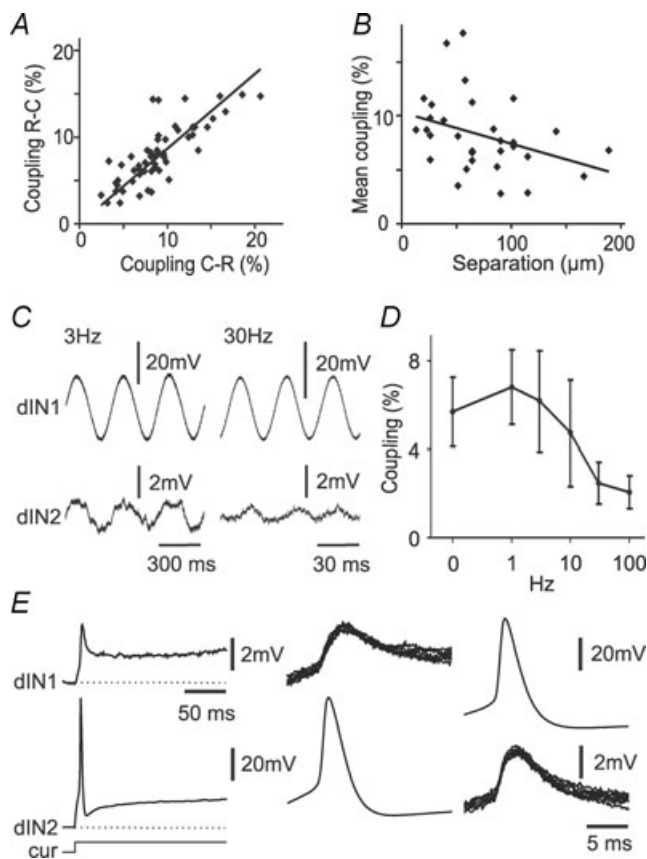 A
Coupling R-C (%)
20
10
0
0 10 20
Coupling C-R (%)
B
Mean coupling (%)
20
10
0
0 100 200
Separation (µm)
C
3Hz 30Hz
20mV 20mV
dIN1
2mV 2mV
dIN2
300 ms 30 ms
D
Coupling (%)
8
4
0
0 1 10 100
Hz
E
dIN1
2mV
50 ms
20mV
dIN2
20mV
2mV
cur
5 ms